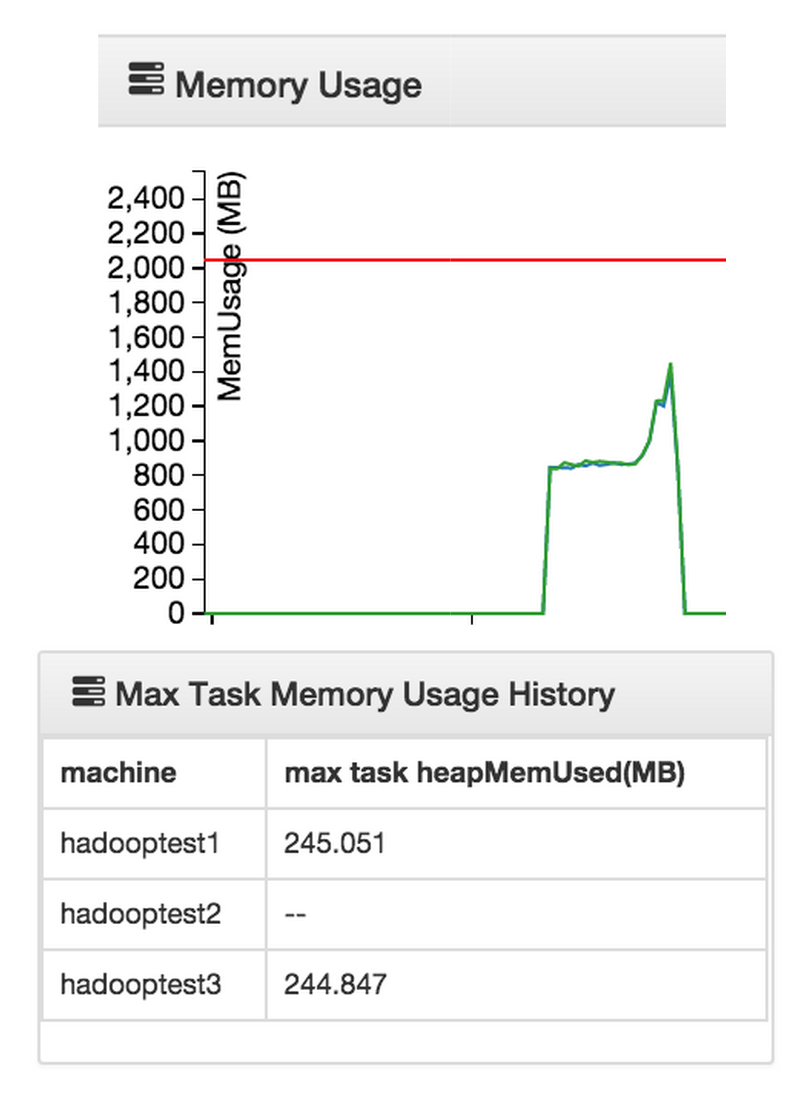 Memory Usage
MemUsage (MB)
2,400
2,200
2,000
1,800
1,600
1,400
1,200
1,000
800
600
400
200
0
Max Task Memory Usage History
machine max task heapMemUsed(MB)
hadooptest1 245.051
hadooptest2 --
hadooptest3 244.847